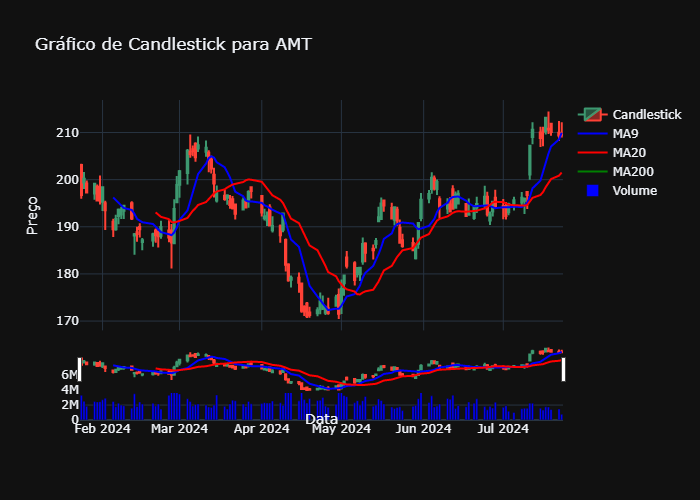 Gráfico de Candlestick para AMT
Candlestick
MA9
MA20
MA200
Volume
Preço
210
200
190
180
170
6M
4M
2M
0
Data
Feb 2024
Mar 2024
Apr 2024
May 2024
Jun 2024
Jul 2024